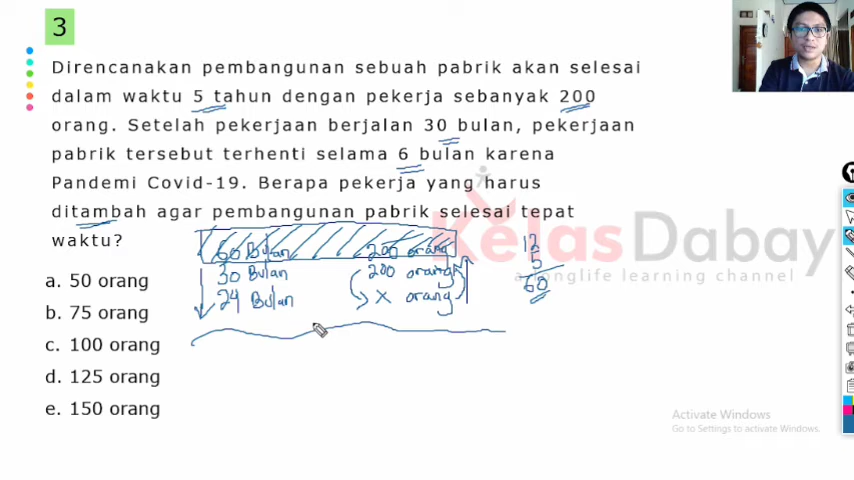 3
Direncanakan pembangunan sebuah pabrik akan selesai
dalam waktu 5 tahun dengan pekerja sebanyak 200
orang. Setelah pekerjaan berjalan 30 bulan, pekerjaan
pabrik tersebut terhenti selama 6 bulan karena
Pandemi Covid-19. Berapa pekerja yang harus
ditambah agar pembangunan pabrik selesai tepat
waktu?
60 Bulan 200 orang
30 Bulan 200 orang
24 Bulan x orang
12
5
60
a. 50 orang
b. 75 orang
c. 100 orang
d. 125 orang
e. 150 orang
KelasDabay
a longlife learning channel
Activate Windows
Go to Settings to activate Windows.